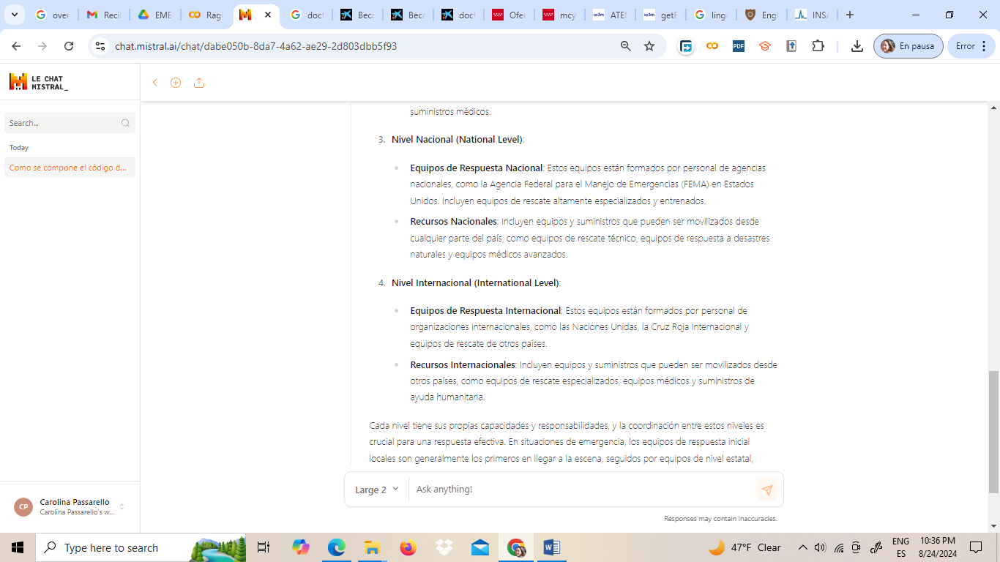 over
Reci
EME
Rag
doct
Beca
Beca
doct
Ofer
mcy
ATE
getF
ling
Engl
INSA
chat.mistral.ai/chat/dabe050b-8da7-4a62-ae29-2d803dbb5f93
PDF
En pausa
Error
LE CHAT
MISTRAL_
Search...
Today
Como se compone el código d...
suministros médicos.
3. Nivel Nacional (National Level):
Equipos de Respuesta Nacional: Estos equipos están formados por personal de agencias
nacionales, como la Agencia Federal para el Manejo de Emergencias (FEMA) en Estados
Unidos. Incluyen equipos de rescate altamente especializados y entrenados.
Recursos Nacionales: Incluyen equipos y suministros que pueden ser movilizados desde
cualquier parte del país, como equipos de rescate técnico, equipos de respuesta a desastres
naturales y equipos médicos avanzados.
4. Nivel Internacional (International Level):
Equipos de Respuesta Internacional: Estos equipos están formados por personal de
organizaciones internacionales, como las Naciones Unidas, la Cruz Roja Internacional y
equipos de rescate de otros países.
Recursos Internacionales: Incluyen equipos y suministros que pueden ser movilizados desde
otros países, como equipos de rescate especializados, equipos médicos y suministros de
ayuda humanitaria.
Cada nivel tiene sus propias capacidades y responsabilidades, y la coordinación entre estos niveles es
crucial para una respuesta efectiva. En situaciones de emergencia, los equipos de respuesta inicial
locales son generalmente los primeros en llegar a la escena, seguidos por equipos de nivel estatal,
Large 2
Ask anything!
Responses may contain inaccuracies.
CP
Carolina Passarello
Carolina Passarello's w...
Type here to search
47°F Clear
ENG
ES
10:36 PM
8/24/2024